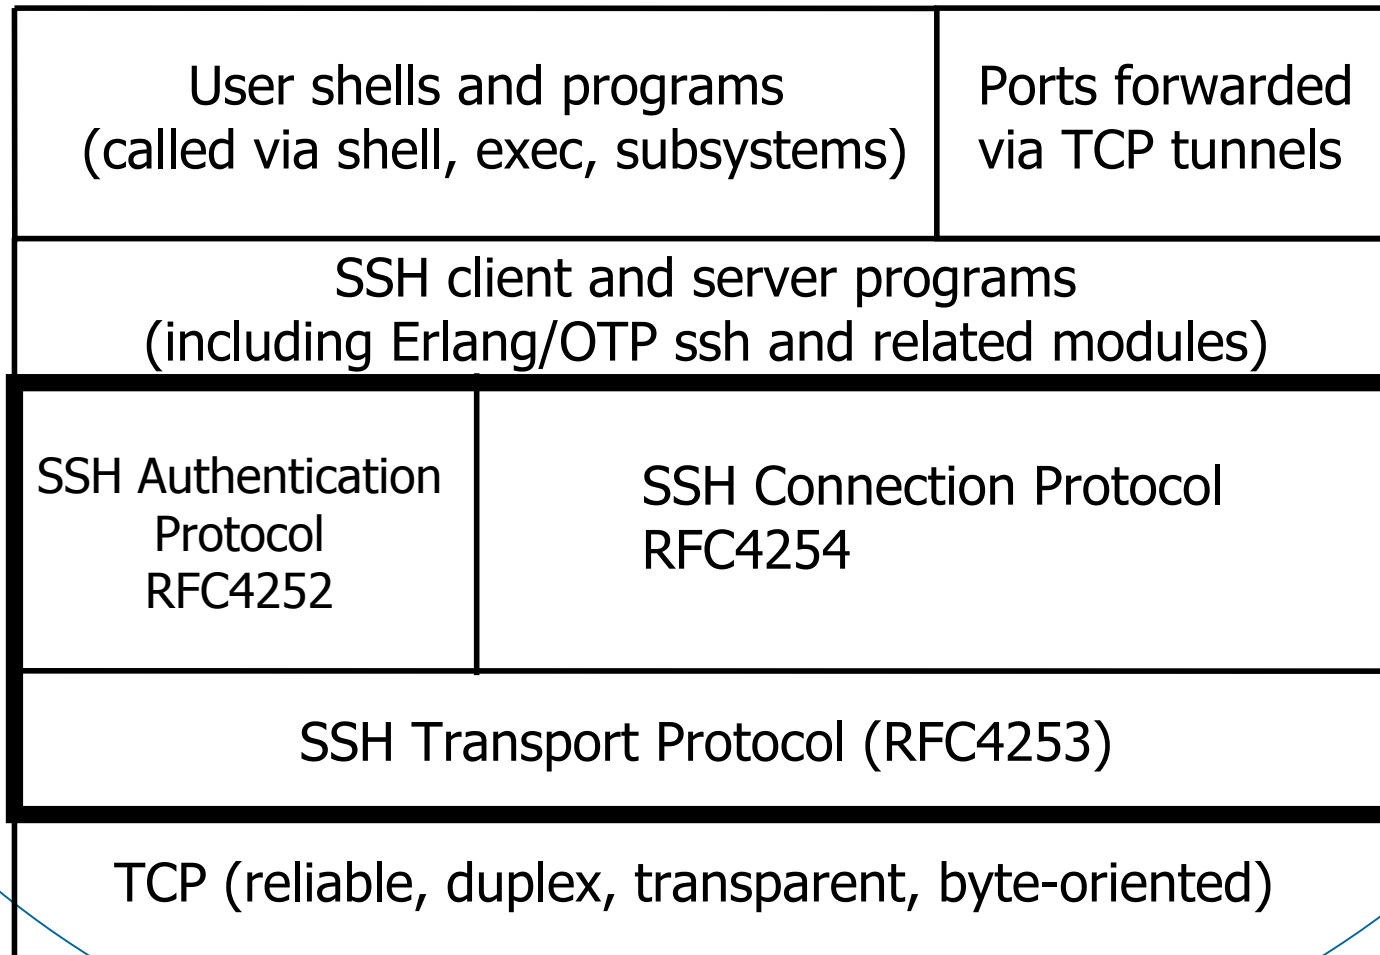 User shells and programs
(called via shell, exec, subsystems)
Ports forwarded
via TCP tunnels
SSH client and server programs
(including Erlang/OTP ssh and related modules)
SSH Authentication
Protocol
RFC4252
SSH Connection Protocol
RFC4254
SSH Transport Protocol (RFC4253)
TCP (reliable, duplex, transparent, byte-oriented)